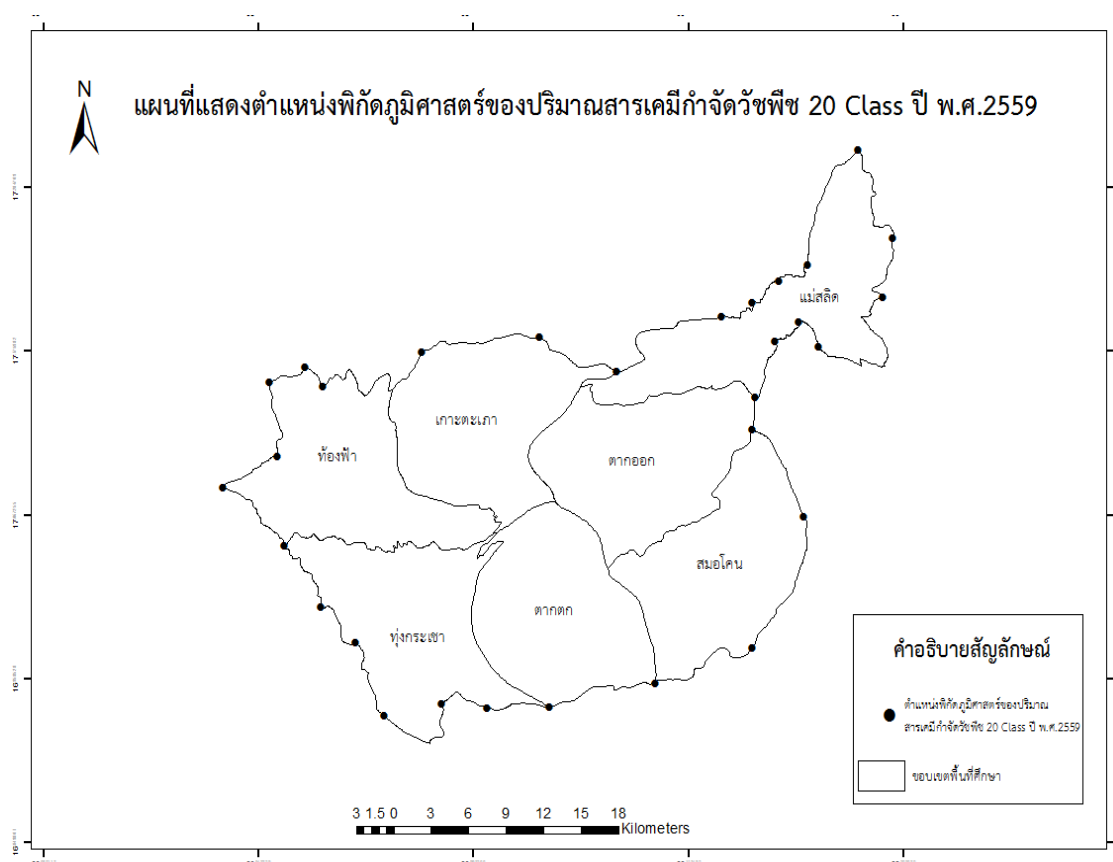 N
แผนที่แสดงตำแหน่งพิกัดภูมิศาสตร์ของปริมาณสารเคมีกำจัดวัชพืช 20 Class ปี พ.ศ.2559
แม่สลิด
เกาะตะเภา
ท้องฟ้า
ตากออก
สมอโคน
ตากตก
ทุ่งกระเชา
คำอธิบายสัญลักษณ์
ตำแหน่งพิกัดภูมิศาสตร์ของปริมาณ
สารเคมีกำจัดวัชพืช 20 Class ปี พ.ศ.2559
ขอบเขตพื้นที่ศึกษา
3 1.5 0 3 6 9 12 15 18
Kilometers